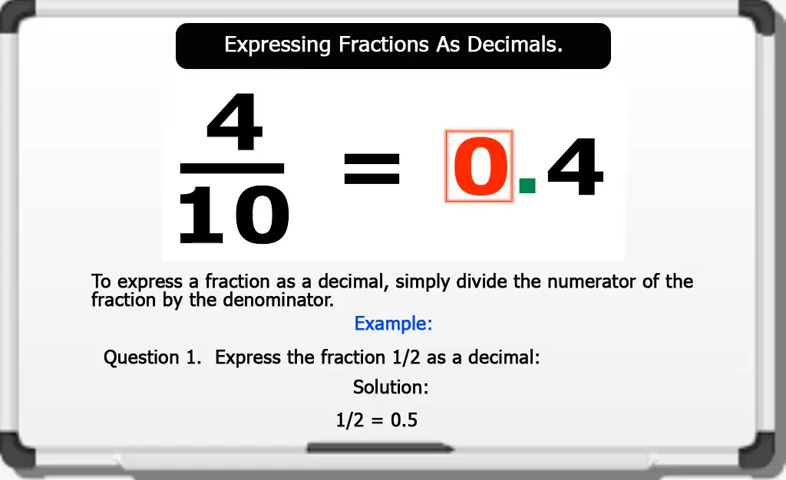 Expressing Fractions As Decimals.
4
10
= 0.4
To express a fraction as a decimal, simply divide the numerator of the
fraction by the denominator.
Example:
Question 1.  Express the fraction 1/2 as a decimal:
Solution:
1/2 = 0.5